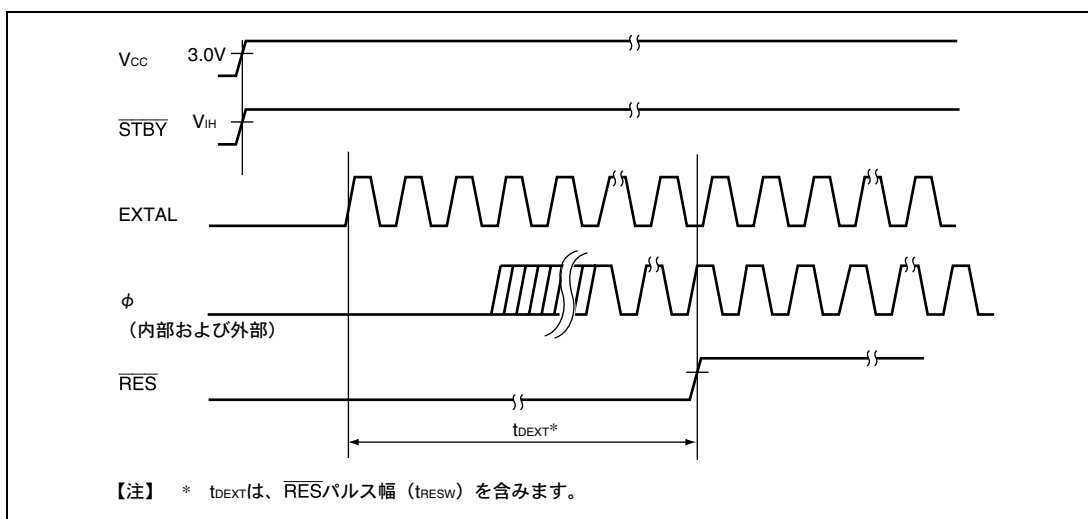 Vcc 3.0V
STBY VIH
EXTAL
φ
（内部および外部）
RES
tDEXT*
【注】 * tDEXTは、RESパルス幅（tRESW）を含みます。